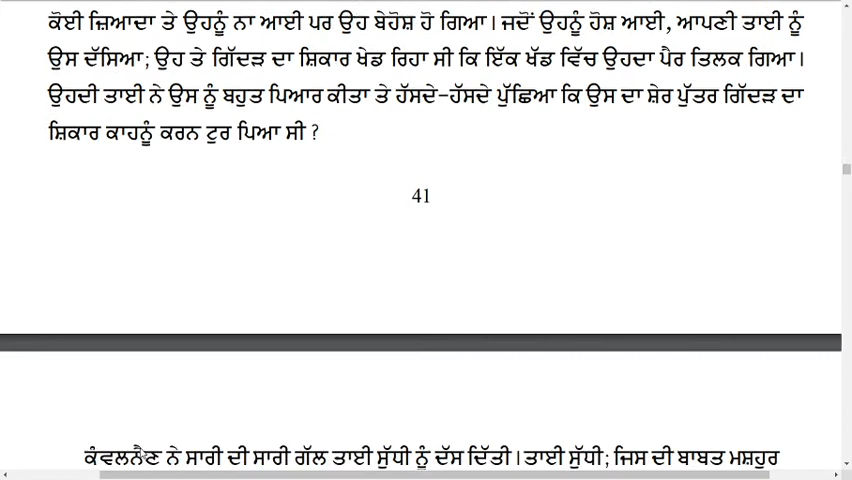 ਕੋਈ ਜ਼ਿਆਦਾ ਤੇ ਉਹਨੂੰ ਨਾ ਆਈ ਪਰ ਉਹ ਬੇਹੋਸ਼ ਹੋ ਗਿਆ। ਜਦੋਂ ਉਹਨੂੰ ਹੋਸ਼ ਆਈ, ਆਪਣੀ ਤਾਈ ਨੂੰ
ਉਸ ਦੱਸਿਆ; ਉਹ ਤੇ ਗਿੱਦੜ ਦਾ ਸ਼ਿਕਾਰ ਖੇਡ ਰਿਹਾ ਸੀ ਕਿ ਇੱਕ ਖੱਡ ਵਿੱਚ ਉਹਦਾ ਪੈਰ ਤਿਲਕ ਗਿਆ।
ਉਹਦੀ ਤਾਈ ਨੇ ਉਸ ਨੂੰ ਬਹੁਤ ਪਿਆਰ ਕੀਤਾ ਤੇ ਹੱਸਦੇ-ਹੱਸਦੇ ਪੁੱਛਿਆ ਕਿ ਉਸ ਦਾ ਸ਼ੇਰ ਪੁੱਤਰ ਗਿੱਦੜ ਦਾ
ਸ਼ਿਕਾਰ ਕਾਹਨੂੰ ਕਰਨ ਟੁਰ ਪਿਆ ਸੀ ?
41
ਕੰਵਲਨੈਣ ਨੇ ਸਾਰੀ ਦੀ ਸਾਰੀ ਗੱਲ ਤਾਈ ਸੁੱਧੀ ਨੂੰ ਦੱਸ ਦਿੱਤੀ। ਤਾਈ ਸੁੱਧੀ; ਜਿਸ ਦੀ ਬਾਬਤ ਮਸ਼ਹੁਰ